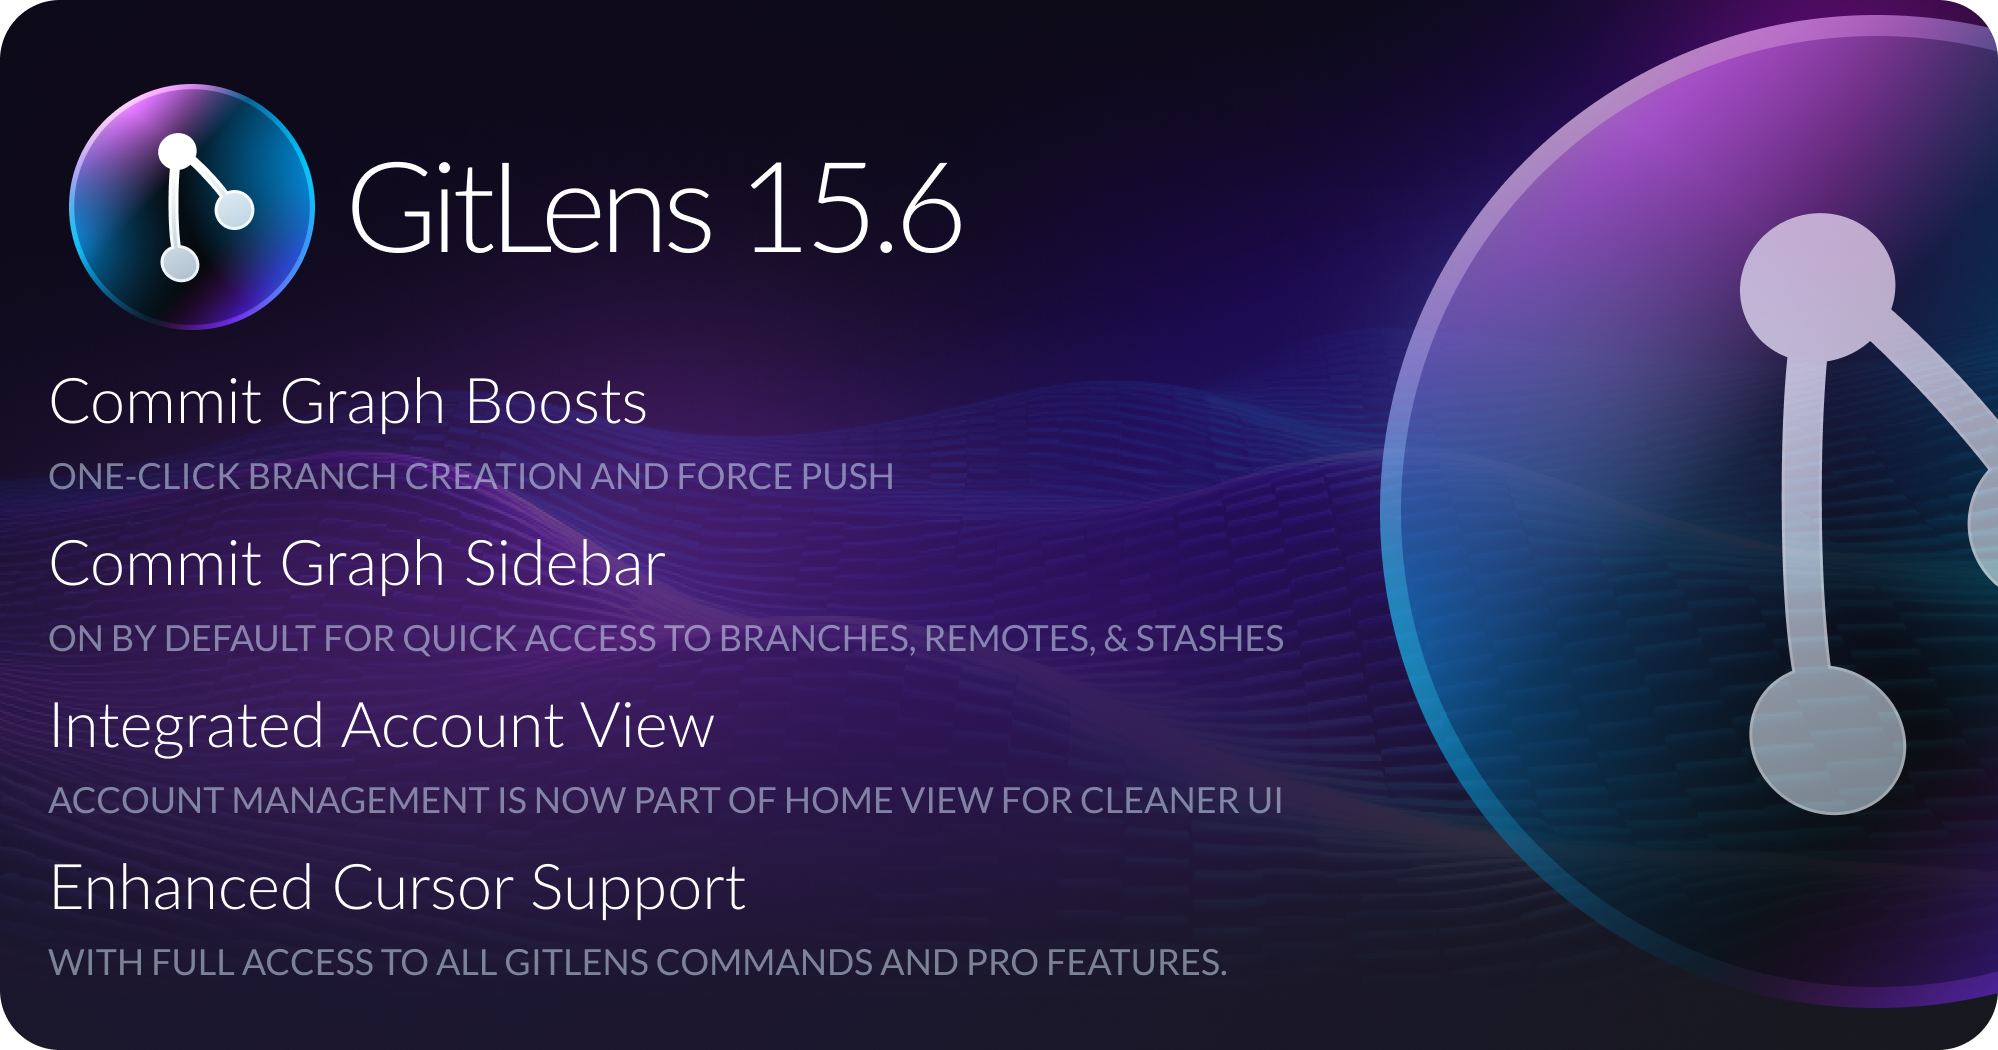 GitLens 15.6
Commit Graph Boosts
ONE-CLICK BRANCH CREATION AND FORCE PUSH
Commit Graph Sidebar
ON BY DEFAULT FOR QUICK ACCESS TO BRANCHES, REMOTES, & STASHES
Integrated Account View
ACCOUNT MANAGEMENT IS NOW PART OF HOME VIEW FOR CLEANER UI
Enhanced Cursor Support
WITH FULL ACCESS TO ALL GITLENS COMMANDS AND PRO FEATURES.